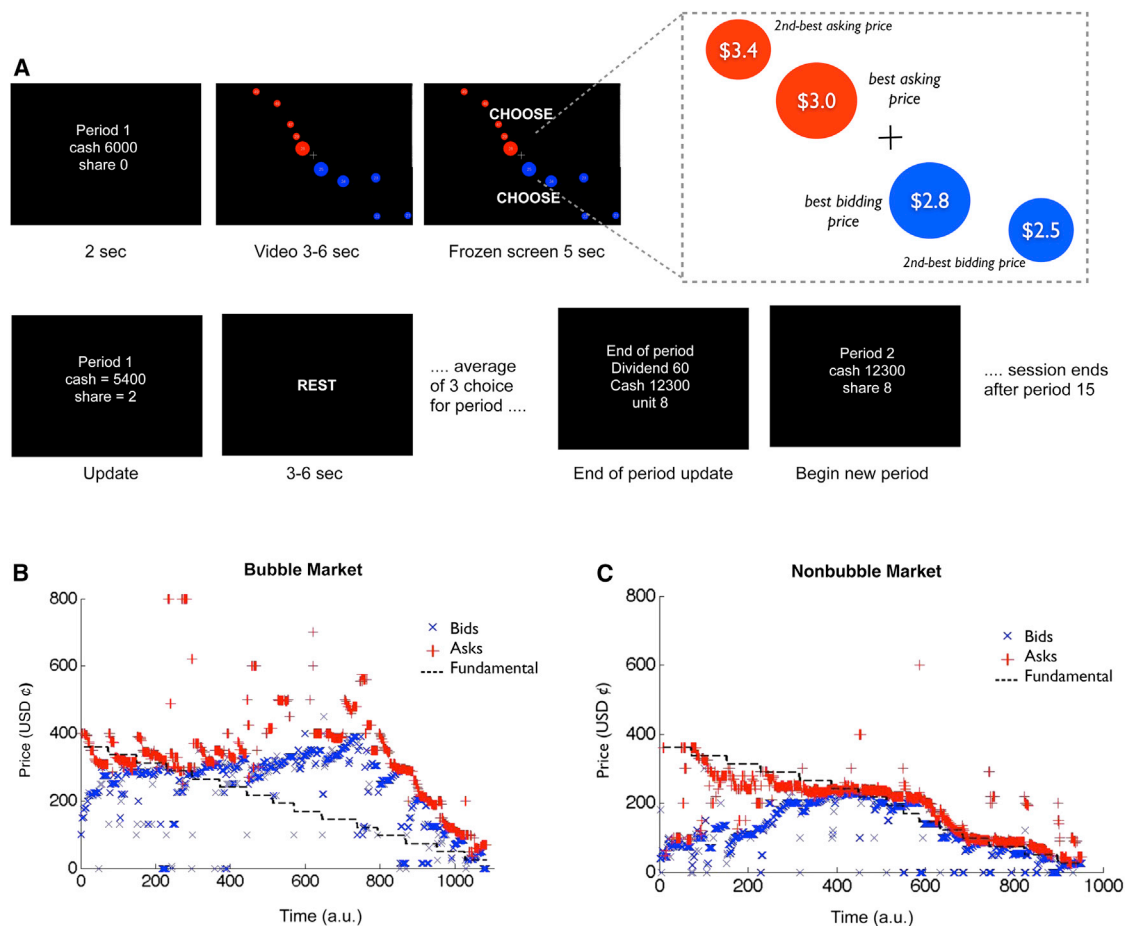 A
Period 1
cash 6000
share 0
2 sec
Video 3-6 sec
CHOOSE
CHOOSE
Frozen screen 5 sec
$3.4
2nd-best asking price
$3.0
best asking
price
best bidding
price
$2.8
$2.5
2nd-best bidding price
Period 1
cash = 5400
share = 2
Update
REST
3-6 sec
.... average
of 3 choice
for period ....
End of period
Dividend 60
Cash 12300
unit 8
End of period update
Period 2
cash 12300
share 8
Begin new period
.... session ends
after period 15
B
Bubble Market
Price (USD ¢)
800
600
400
200
0
Bids
Asks
Fundamental
0 200 400 600 800 1000
Time (a.u.)
C
Nonbubble Market
Price (USD ¢)
800
600
400
200
0
Bids
Asks
Fundamental
0 200 400 600 800 1000
Time (a.u.)